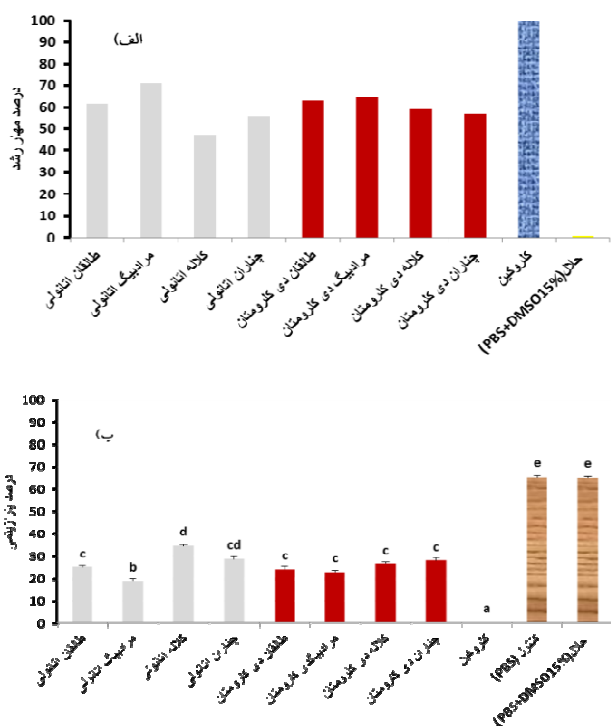 الف)
درصد مهار رشد
100
90
80
70
60
50
40
30
20
10
0
طالقان اتانولی
مرادبیگ اتانولی
کلاله اتانولی
چناران اتانولی
طالقان دی کلرومتان
مرادبیگ دی کلرومتان
کلاله دی کلرومتان
چناران دی کلرومتان
کلروکین
حلال(PBS+DMSO15%)
ب)
درصد پارازیتمی
100
90
80
70
60
50
40
30
20
10
0
c
b
d
cd
c
c
c
c
a
e
e
طالقان اتانولی
مرادبیگ اتانولی
کلاله اتانولی
چناران اتانولی
طالقان دی کلرومتان
مرادبیگ دی کلرومتان
کلاله دی کلرومتان
چناران دی کلرومتان
کلروکین
کنترل (PBS)
حلال(PBS+DMSO15%)